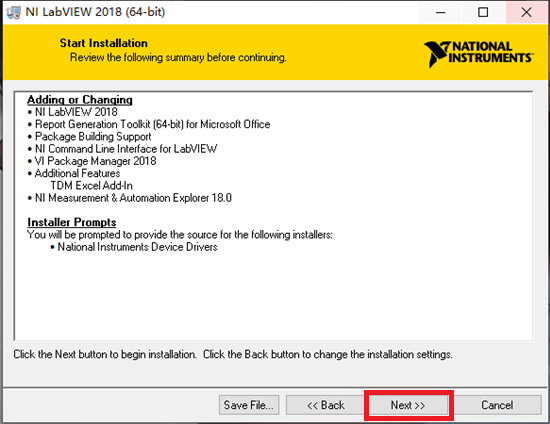 NI LabVIEW 2018 (64-bit)
Start Installation
Review the following summary before continuing.
NATIONAL
INSTRUMENTS
Adding or Changing
• NI LabVIEW 2018
• Report Generation Toolkit (64-bit) for Microsoft Office
• Package Building Support
• NI Command Line Interface for LabVIEW
• VI Package Manager 2018
• Additional Features
TDM Excel Add-In
• NI Measurement & Automation Explorer 18.0
Installer Prompts
You will be prompted to provide the source for the following installers:
• National Instruments Device Drivers
Click the Next button to begin installation.  Click the Back button to change the installation settings.
Save File...
<< Back
Next >>
Cancel